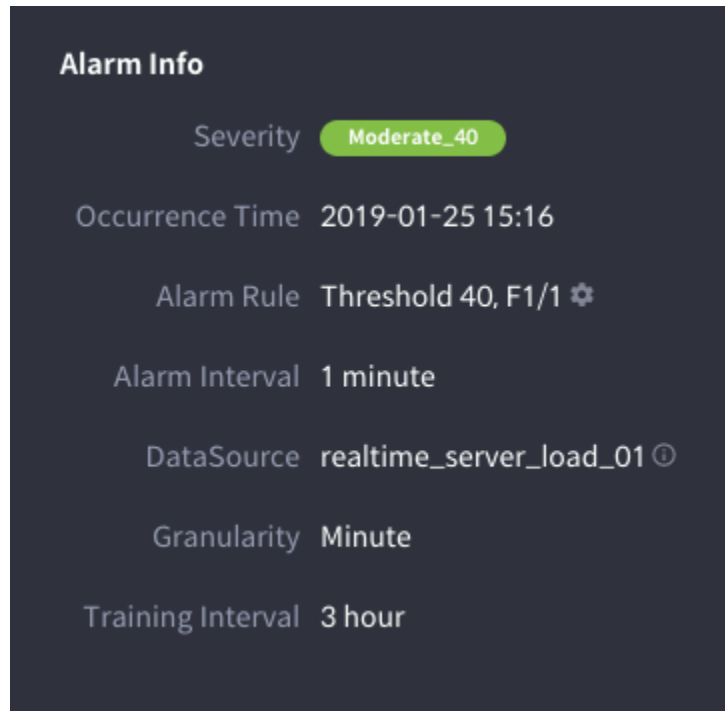 Alarm Info
Severity Moderate_40
Occurrence Time 2019-01-25 15:16
Alarm Rule Threshold 40, F1/1
Alarm Interval 1 minute
DataSource realtime_server_load_01
Granularity Minute
Training Interval 3 hour